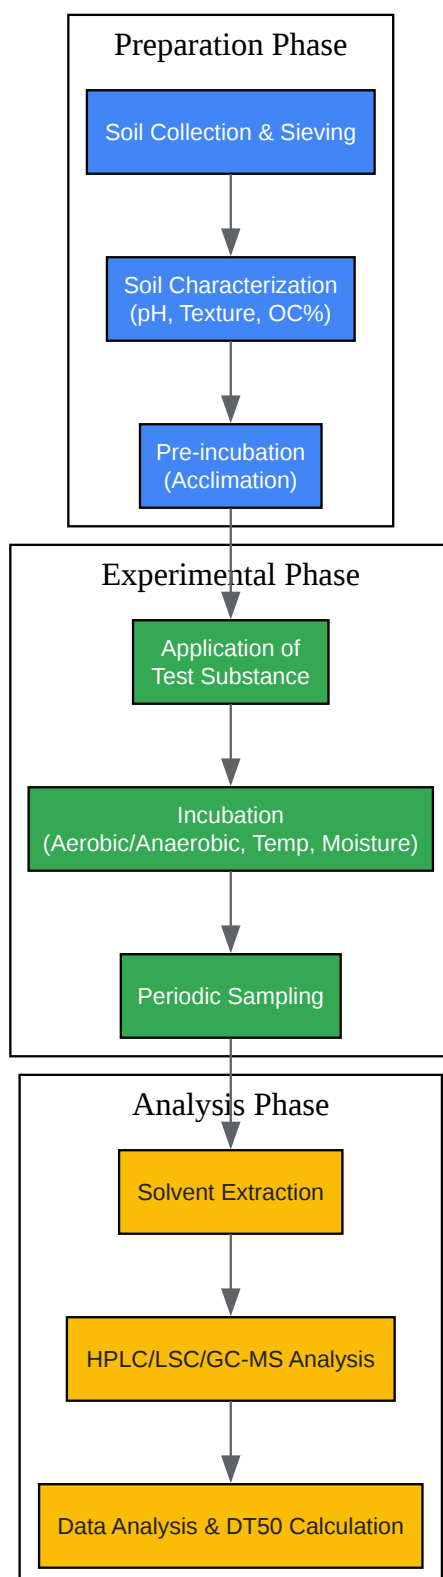 Preparation Phase
Soil Collection & Sieving
Soil Characterization
(pH, Texture, OC%)
Pre-incubation
(Acclimation)
Experimental Phase
Application of
Test Substance
Incubation
(Aerobic/Anaerobic, Temp, Moisture)
Periodic Sampling
Analysis Phase
Solvent Extraction
HPLC/LSC/GC-MS Analysis
Data Analysis & DT50 Calculation